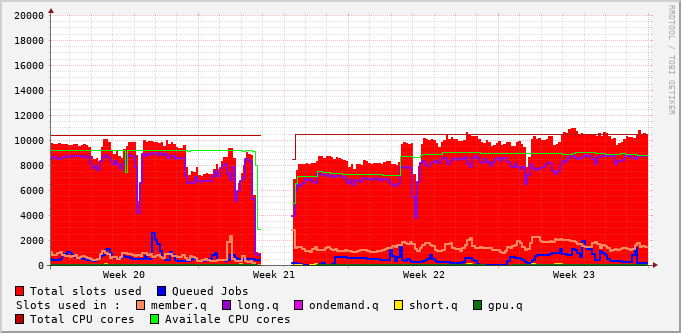 RRDTOOL / TOBI OETIKER
20000
18000
16000
14000
12000
10000
8000
6000
4000
2000
0
Week 20 Week 21 Week 22 Week 23
Total slots used Queued Jobs
Slots used in : member.q long.q ondemand.q short.q gpu.q
Total CPU cores Availale CPU cores